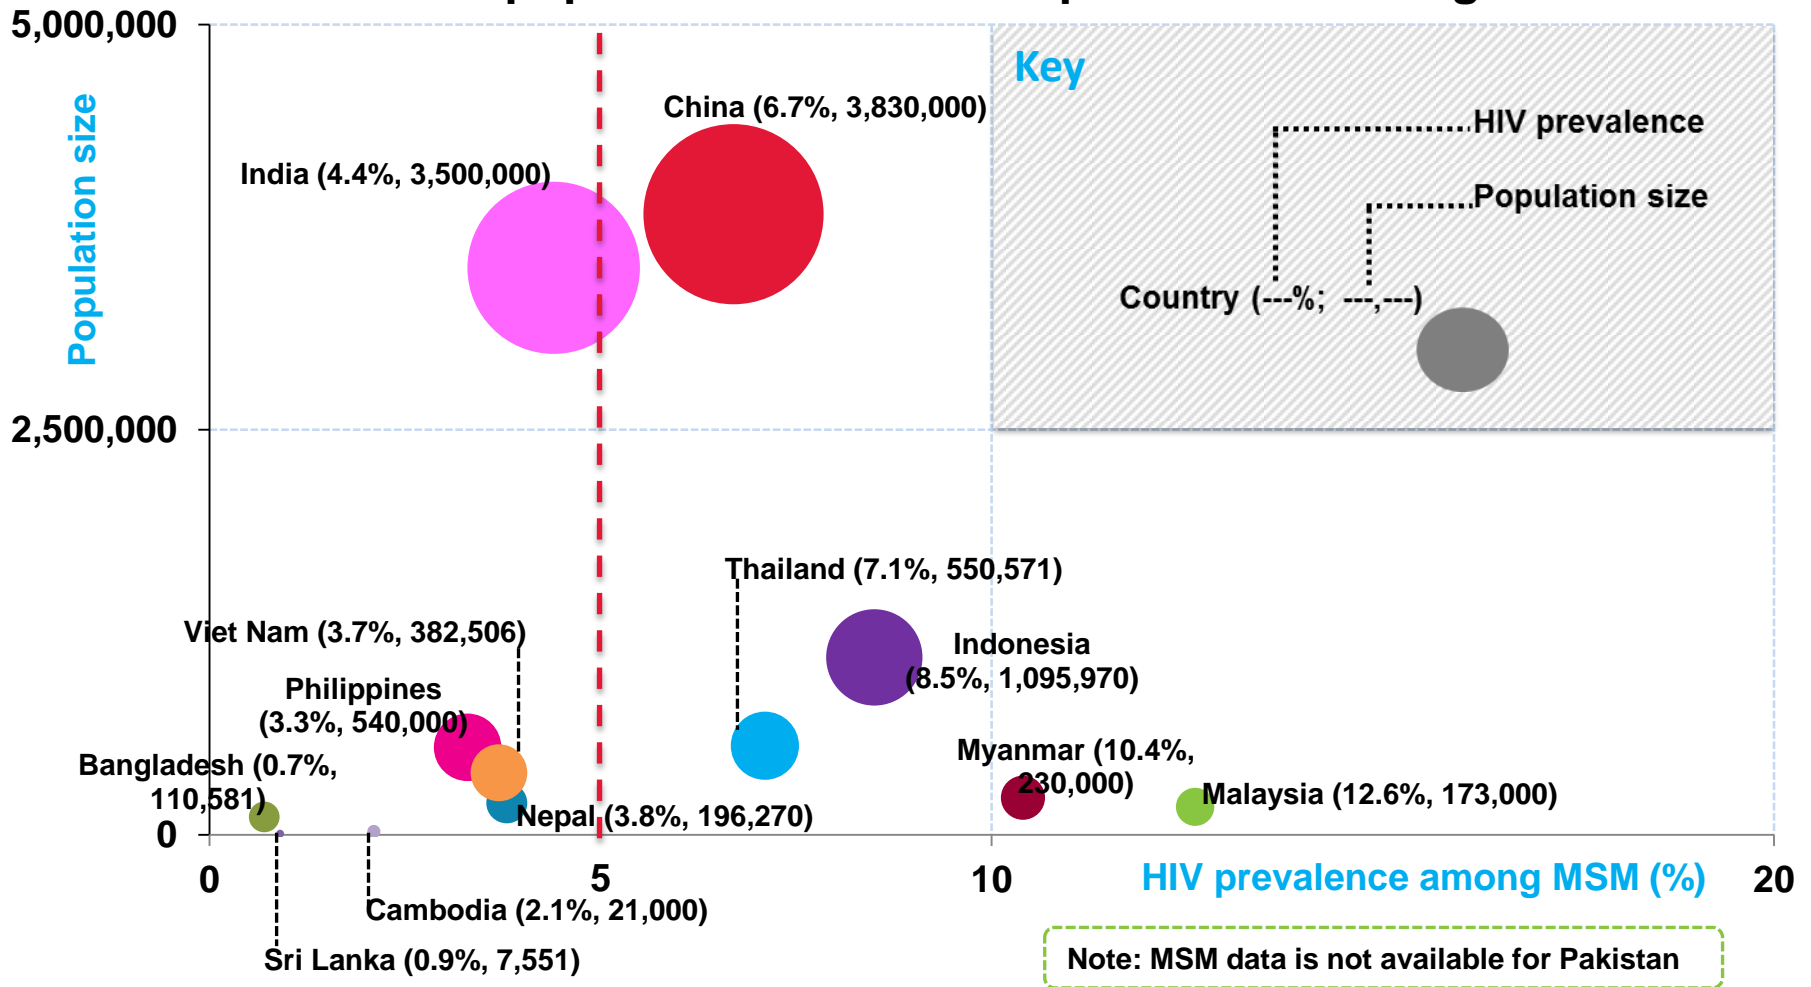 5,000,000
Key
Population size
China (6.7%, 3,830,000)
HIV prevalence
India (4.4%, 3,500,000)
Population size
Country (---%;  ---,---)
2,500,000
Thailand (7.1%, 550,571)
Viet Nam (3.7%, 382,506)
Indonesia
(8.5%, 1,095,970)
Philippines
(3.3%, 540,000)
Myanmar (10.4%,
230,000)
Bangladesh (0.7%,
110,581)
Malaysia (12.6%, 173,000)
Nepal (3.8%, 196,270)
0
0
5
10
HIV prevalence among MSM (%)
20
Cambodia (2.1%, 21,000)
Sri Lanka (0.9%, 7,551)
Note: MSM data is not available for Pakistan